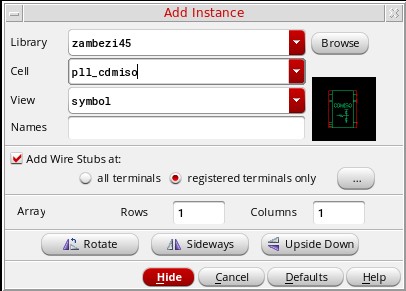 Add Instance
Library zambezi45 Browse
Cell pll_cdmiso
View symbol
Names
Add Wire Stubs at:
all terminals registered terminals only ...
Array Rows 1 Columns 1
Rotate Sideways Upside Down
Hide Cancel Defaults Help